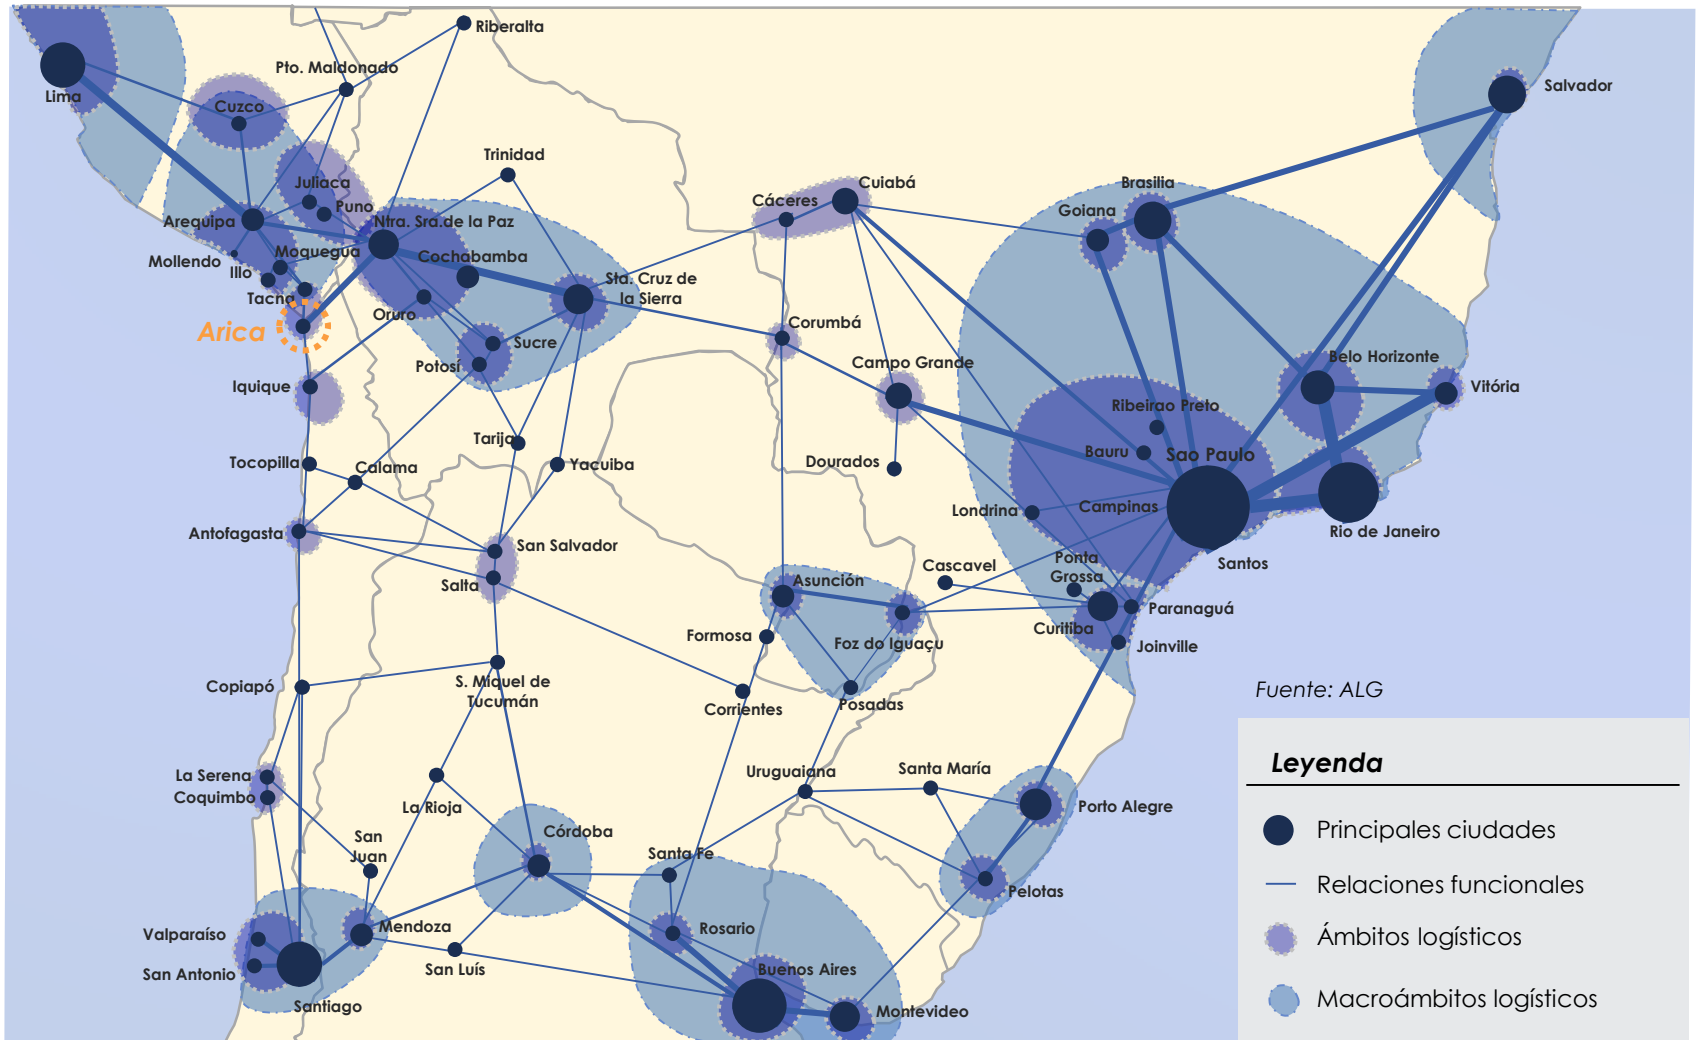 Riberalta
Pto. Maldonado
Lima
Salvador
Cuzco
Trinidad
Juliaca
Puno
Cuiabá
Cáceres
Brasilia
Goiana
Arequipa
Ntra. Sra.de la Paz
Mollendo
Moquegua
Cochabamba
Illo
Tacna
Sta. Cruz de
la Sierra
Oruro
Arica
Corumbá
Sucre
Potosí
Campo Grande
Belo Horizonte
Iquique
Vitória
Ribeirao Preto
Tarija
Bauru
Sao Paulo
Tocopilla
Calama
Yacuiba
Dourados
Londrina
Campinas
Antofagasta
Rio de Janeiro
San Salvador
Santos
Salta
Cascavel
Ponta
Grossa
Asunción
Paranaguá
Formosa
Foz do Iguaçu
Curitiba
Joinville
Copiapó
S. Miquel de
Tucumán
Corrientes
Posadas
Fuente: ALG
La Serena
Coquimbo
La Rioja
Uruguaiana
Santa María
Porto Alegre
San
Juan
Córdoba
Santa Fe
Pelotas
Valparaíso
Mendoza
Rosario
San Antonio
San Luís
Buenos Aires
Santiago
Montevideo
Leyenda
Principales ciudades
Relaciones funcionales
Ámbitos logísticos
Macroámbitos logísticos